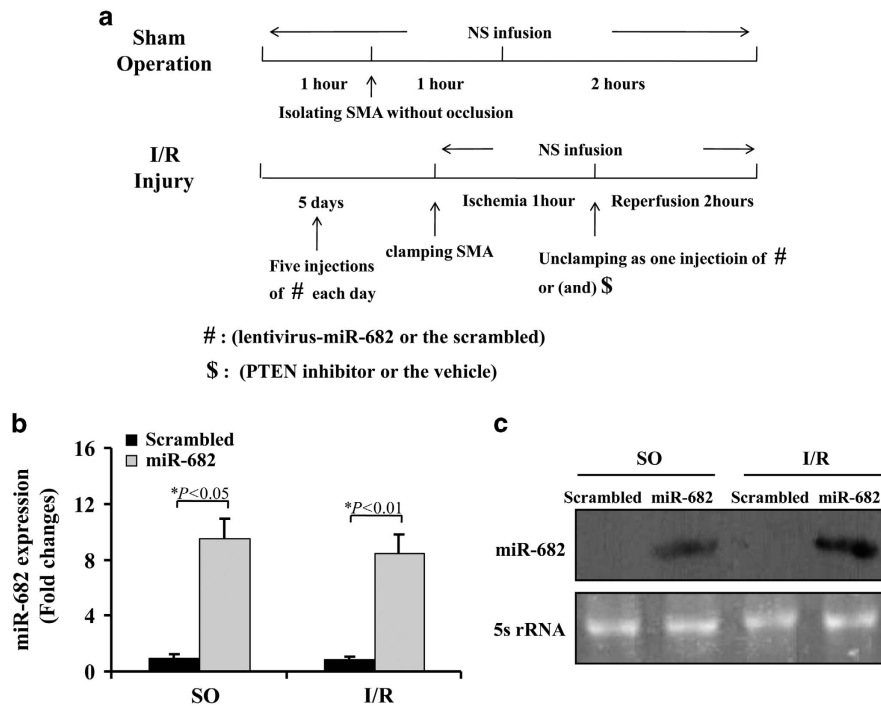 a
Sham Operation
NS infusion
1 hour 1 hour 2 hours
Isolating SMA without occlusion
I/R Injury
NS infusion
5 days Ischemia 1hour Reperfusion 2hours
Five injections of # each day
clamping SMA
Unclamping as one injectioin of # or (and) $
# : (lentivirus-miR-682 or the scrambled)
$ : (PTEN inhibitor or the vehicle)
b
miR-682 expression
(Fold changes)
16
12
8
4
0
Scrambled
miR-682
*P<0.05
*P<0.01
SO I/R
c
SO I/R
Scrambled miR-682 Scrambled miR-682
miR-682
5s rRNA